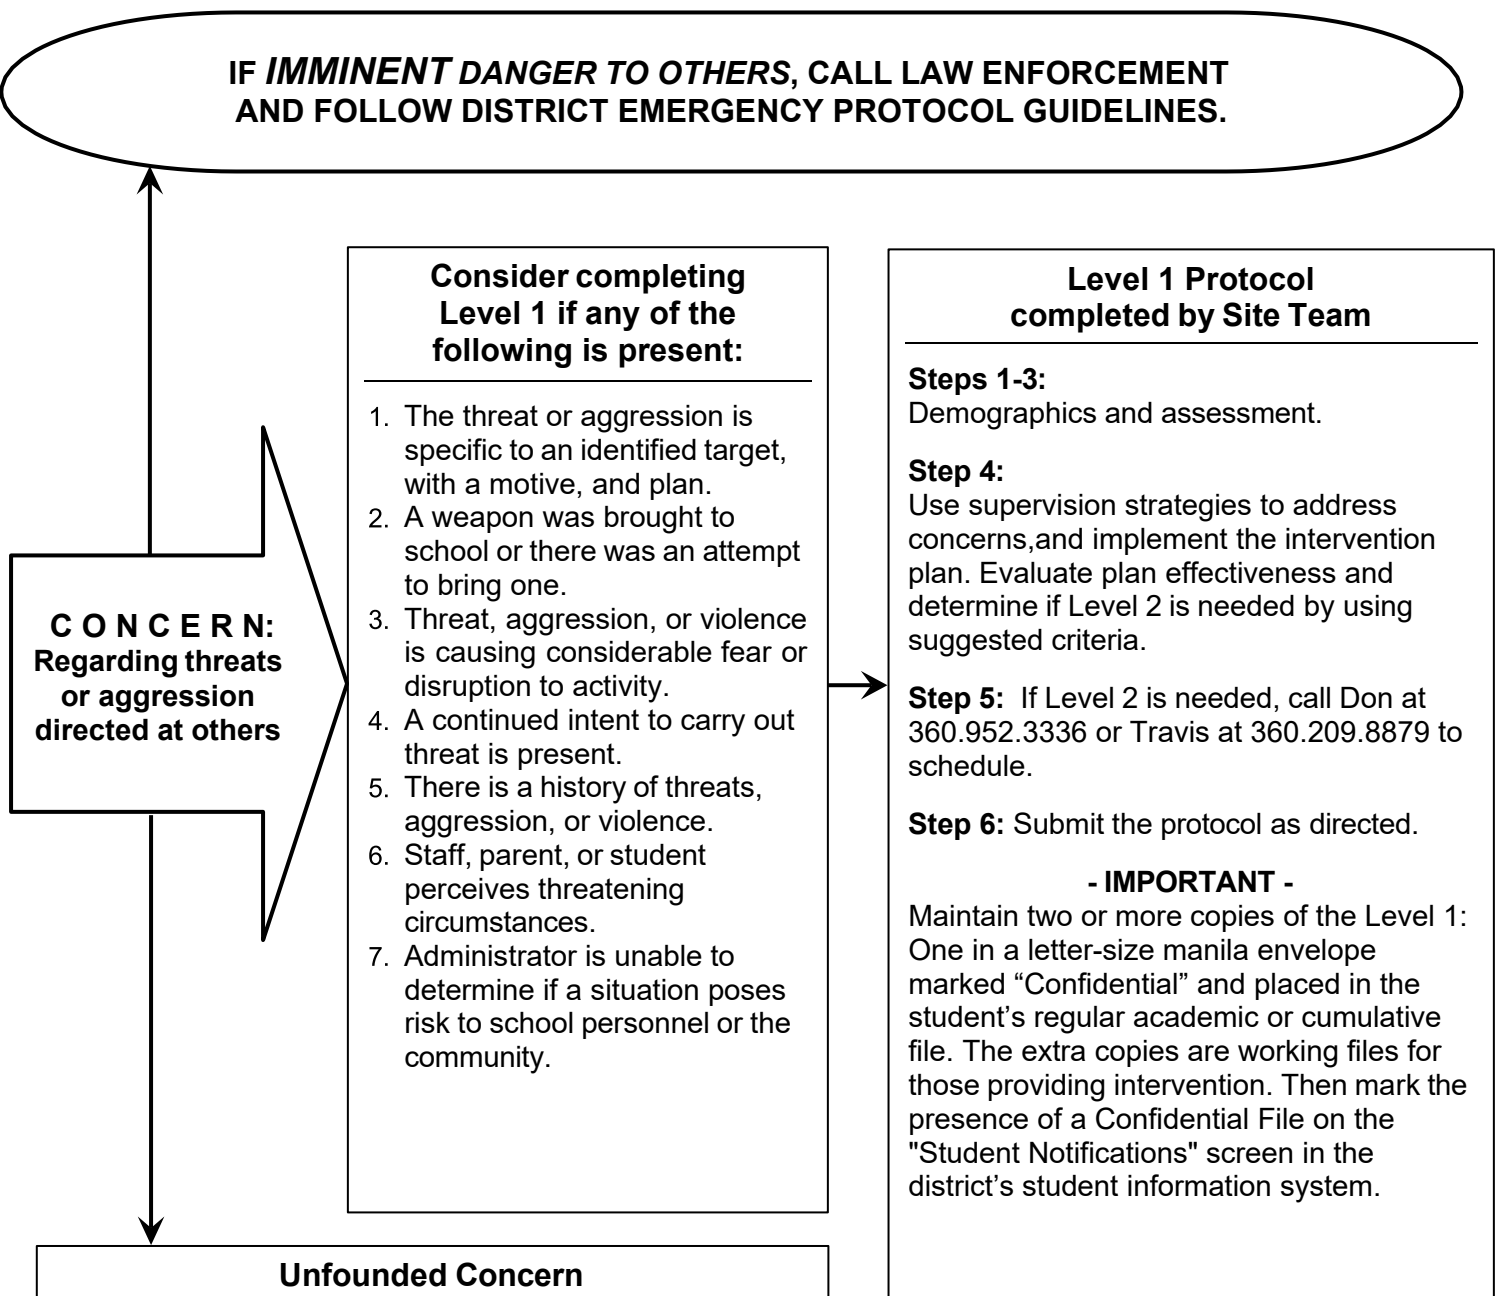 IF IMMINENT DANGER TO OTHERS, CALL LAW ENFORCEMENT
AND FOLLOW DISTRICT EMERGENCY PROTOCOL GUIDELINES.
C O N C E R N:
Regarding threats
or aggression
directed at others
Consider completing
Level 1 if any of the
following is present:
1. The threat or aggression is
specific to an identified target,
with a motive, and plan.
2. A weapon was brought to
school or there was an attempt
to bring one.
3. Threat, aggression, or violence
is causing considerable fear or
disruption to activity.
4. A continued intent to carry out
threat is present.
5. There is a history of threats,
aggression, or violence.
6. Staff, parent, or student
perceives threatening
circumstances.
7. Administrator is unable to
determine if a situation poses
risk to school personnel or the
community.
Level 1 Protocol
completed by Site Team
Steps 1-3:
Demographics and assessment.
Step 4:
Use supervision strategies to address
concerns,and implement the intervention
plan. Evaluate plan effectiveness and
determine if Level 2 is needed by using
suggested criteria.
Step 5: If Level 2 is needed, call Don at
360.952.3336 or Travis at 360.209.8879 to
schedule.
Step 6: Submit the protocol as directed.
- IMPORTANT -
Maintain two or more copies of the Level 1:
One in a letter-size manila envelope
marked “Confidential” and placed in the
student’s regular academic or cumulative
file. The extra copies are working files for
those providing intervention. Then mark the
presence of a Confidential File on the
"Student Notifications" screen in the
district’s student information system.
Unfounded Concern